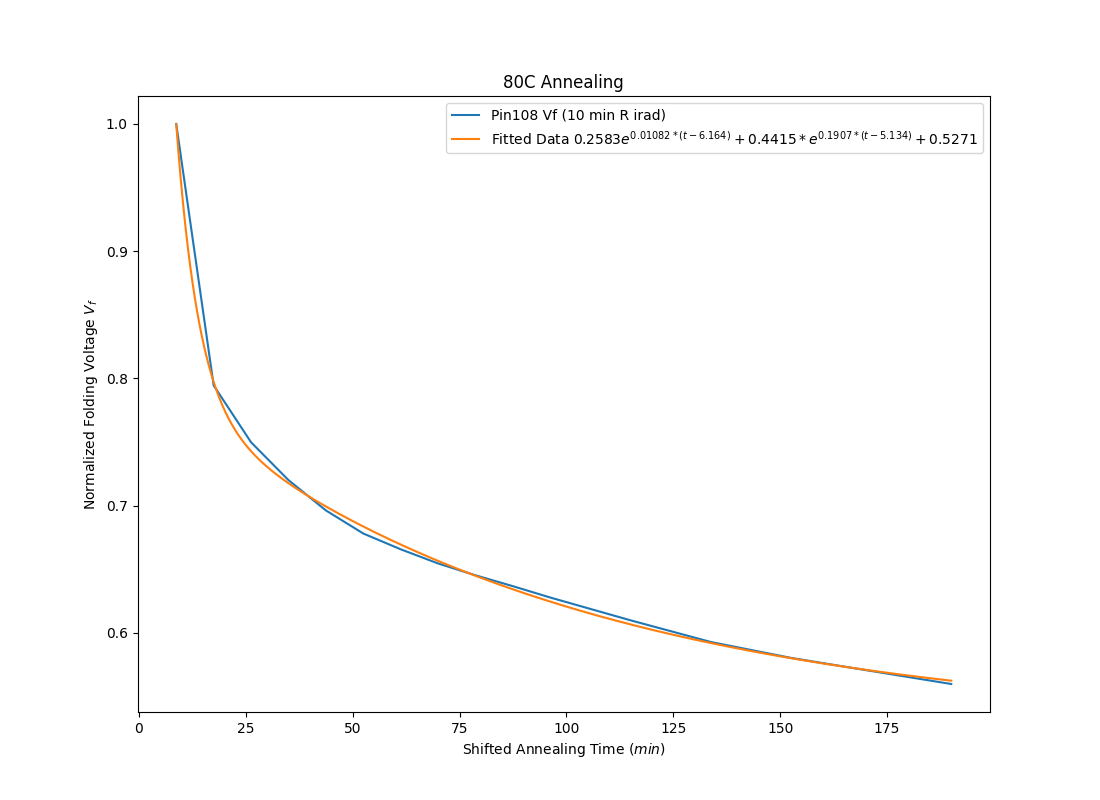 80C Annealing
Pin108 Vf (10 min R irad)
Fitted Data 0.2583e^{0.01082*(t−6.164)} + 0.4415 * e^{0.1907*(t−5.134)} + 0.5271
Normalized Folding Voltage V_f
1.0
0.9
0.8
0.7
0.6
0 25 50 75 100 125 150 175
Shifted Annealing Time (min)